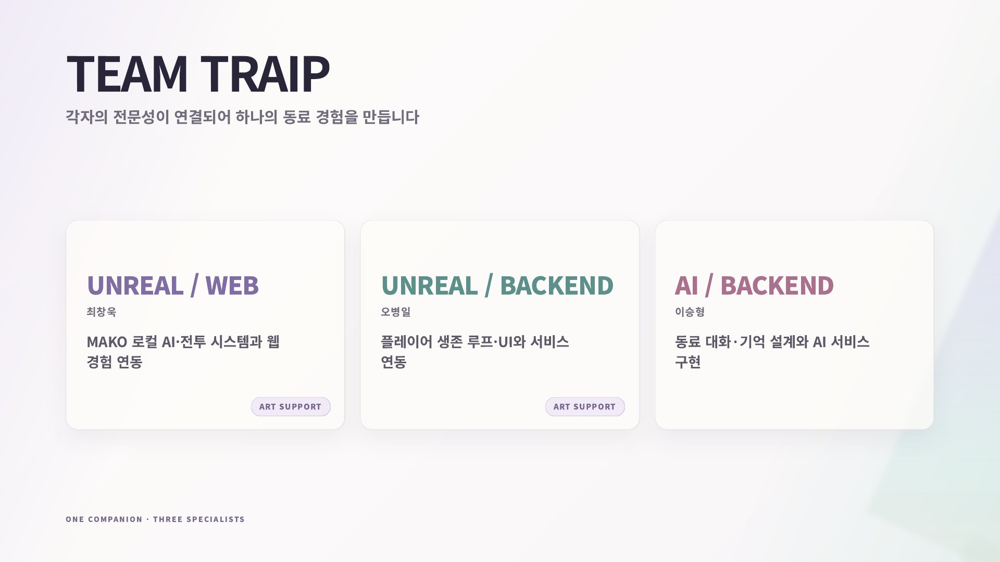 TEAM TRAIP
각자의 전문성이 연결되어 하나의 동료 경험을 만듭니다
UNREAL / WEB
최창욱
MAKO 로컬 AI·전투 시스템과 웹
경험 연동
ART SUPPORT
UNREAL / BACKEND
오병일
플레이어 생존 루프·UI와 서비스
연동
ART SUPPORT
AI / BACKEND
이승형
동료 대화·기억 설계와 AI 서비스
구현
ONE COMPANION · THREE SPECIALISTS